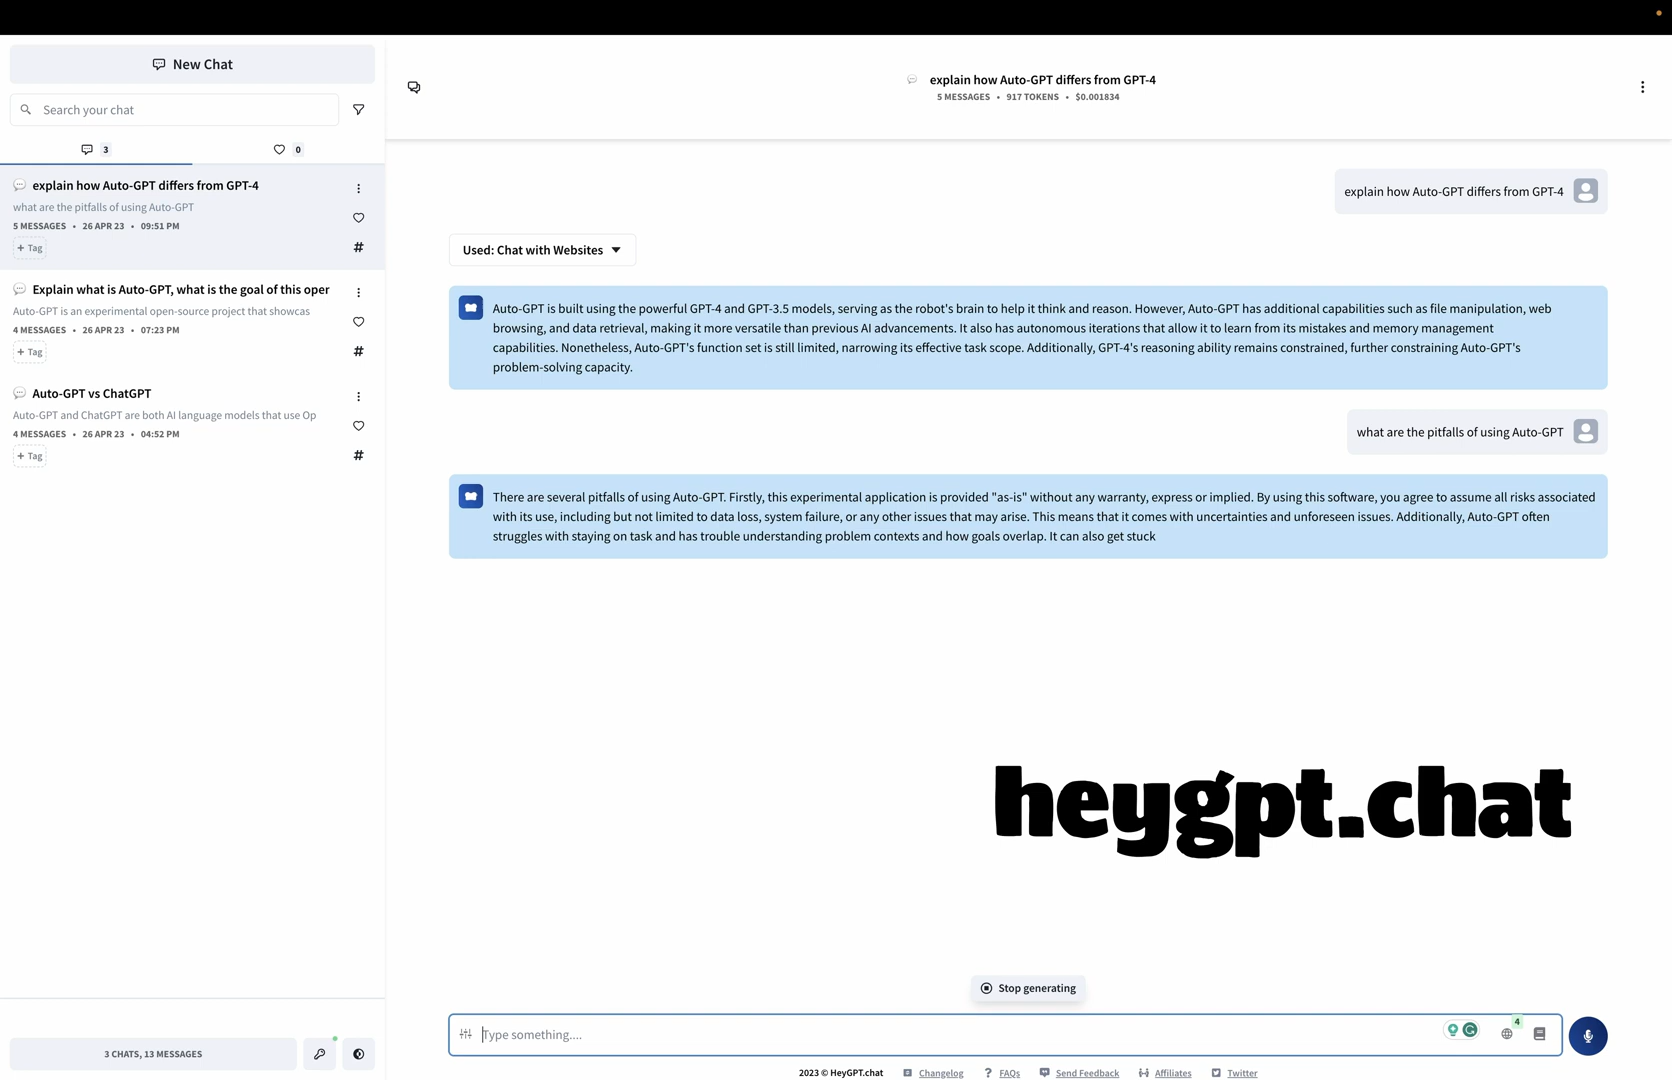 New Chat
Search your chat
3
0
explain how Auto-GPT differs from GPT-4
what are the pitfalls of using Auto-GPT
5 MESSAGES • 26 APR 23 • 09:51 PM
+ Tag
#
Explain what is Auto-GPT, what is the goal of this oper
Auto-GPT is an experimental open-source project that showcas
4 MESSAGES • 26 APR 23 • 07:23 PM
+ Tag
#
Auto-GPT vs ChatGPT
Auto-GPT and ChatGPT are both AI language models that use Op
4 MESSAGES • 26 APR 23 • 04:52 PM
+ Tag
#
3 CHATS, 13 MESSAGES
explain how Auto-GPT differs from GPT-4
5 MESSAGES • 917 TOKENS • $0.001834
explain how Auto-GPT differs from GPT-4
Used: Chat with Websites
Auto-GPT is built using the powerful GPT-4 and GPT-3.5 models, serving as the robot's brain to help it think and reason. However, Auto-GPT has additional capabilities such as file manipulation, web
browsing, and data retrieval, making it more versatile than previous AI advancements. It also has autonomous iterations that allow it to learn from its mistakes and memory management
capabilities. Nonetheless, Auto-GPT's function set is still limited, narrowing its effective task scope. Additionally, GPT-4's reasoning ability remains constrained, further constraining Auto-GPT's
problem-solving capacity.
what are the pitfalls of using Auto-GPT
There are several pitfalls of using Auto-GPT. Firstly, this experimental application is provided "as-is" without any warranty, express or implied. By using this software, you agree to assume all risks associated
with its use, including but not limited to data loss, system failure, or any other issues that may arise. This means that it comes with uncertainties and unforeseen issues. Additionally, Auto-GPT often
struggles with staying on task and has trouble understanding problem contexts and how goals overlap. It can also get stuck
heygpt.chat
Stop generating
Type something....
4
2023 © HeyGPT.chat Changelog ? FAQs Send Feedback Affiliates Twitter